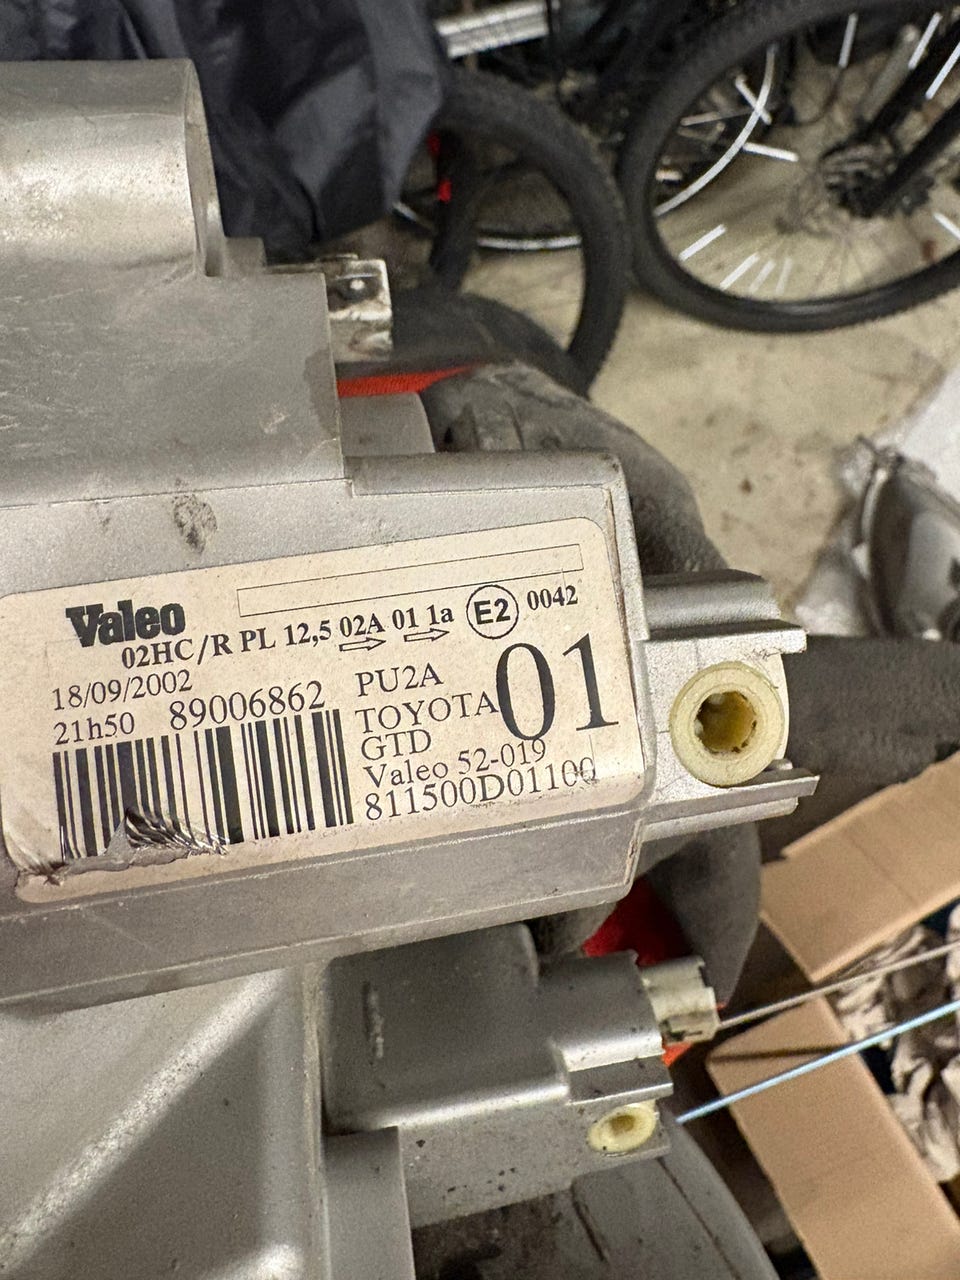 Valeo
02HC/R PL 12,5 02A 01 1a E2 0042
18/09/2002
21h50 89006862
PU2A
TOYOTA
GTD
01
Valeo 52-019
811500D01100